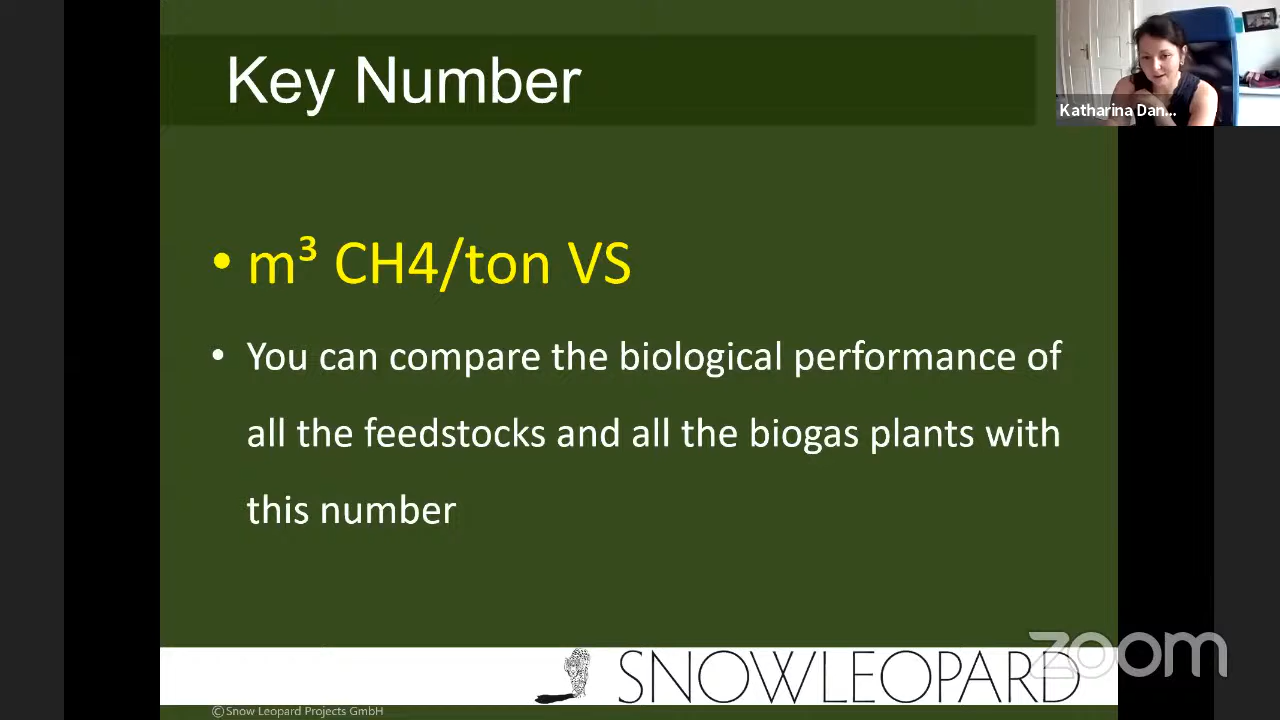 Key Number
Katharina Dan...
• m³ CH4/ton VS
• You can compare the biological performance of
all the feedstocks and all the biogas plants with
this number
SNOWLEOPARD
zoom
©Snow Leopard Projects GmbH